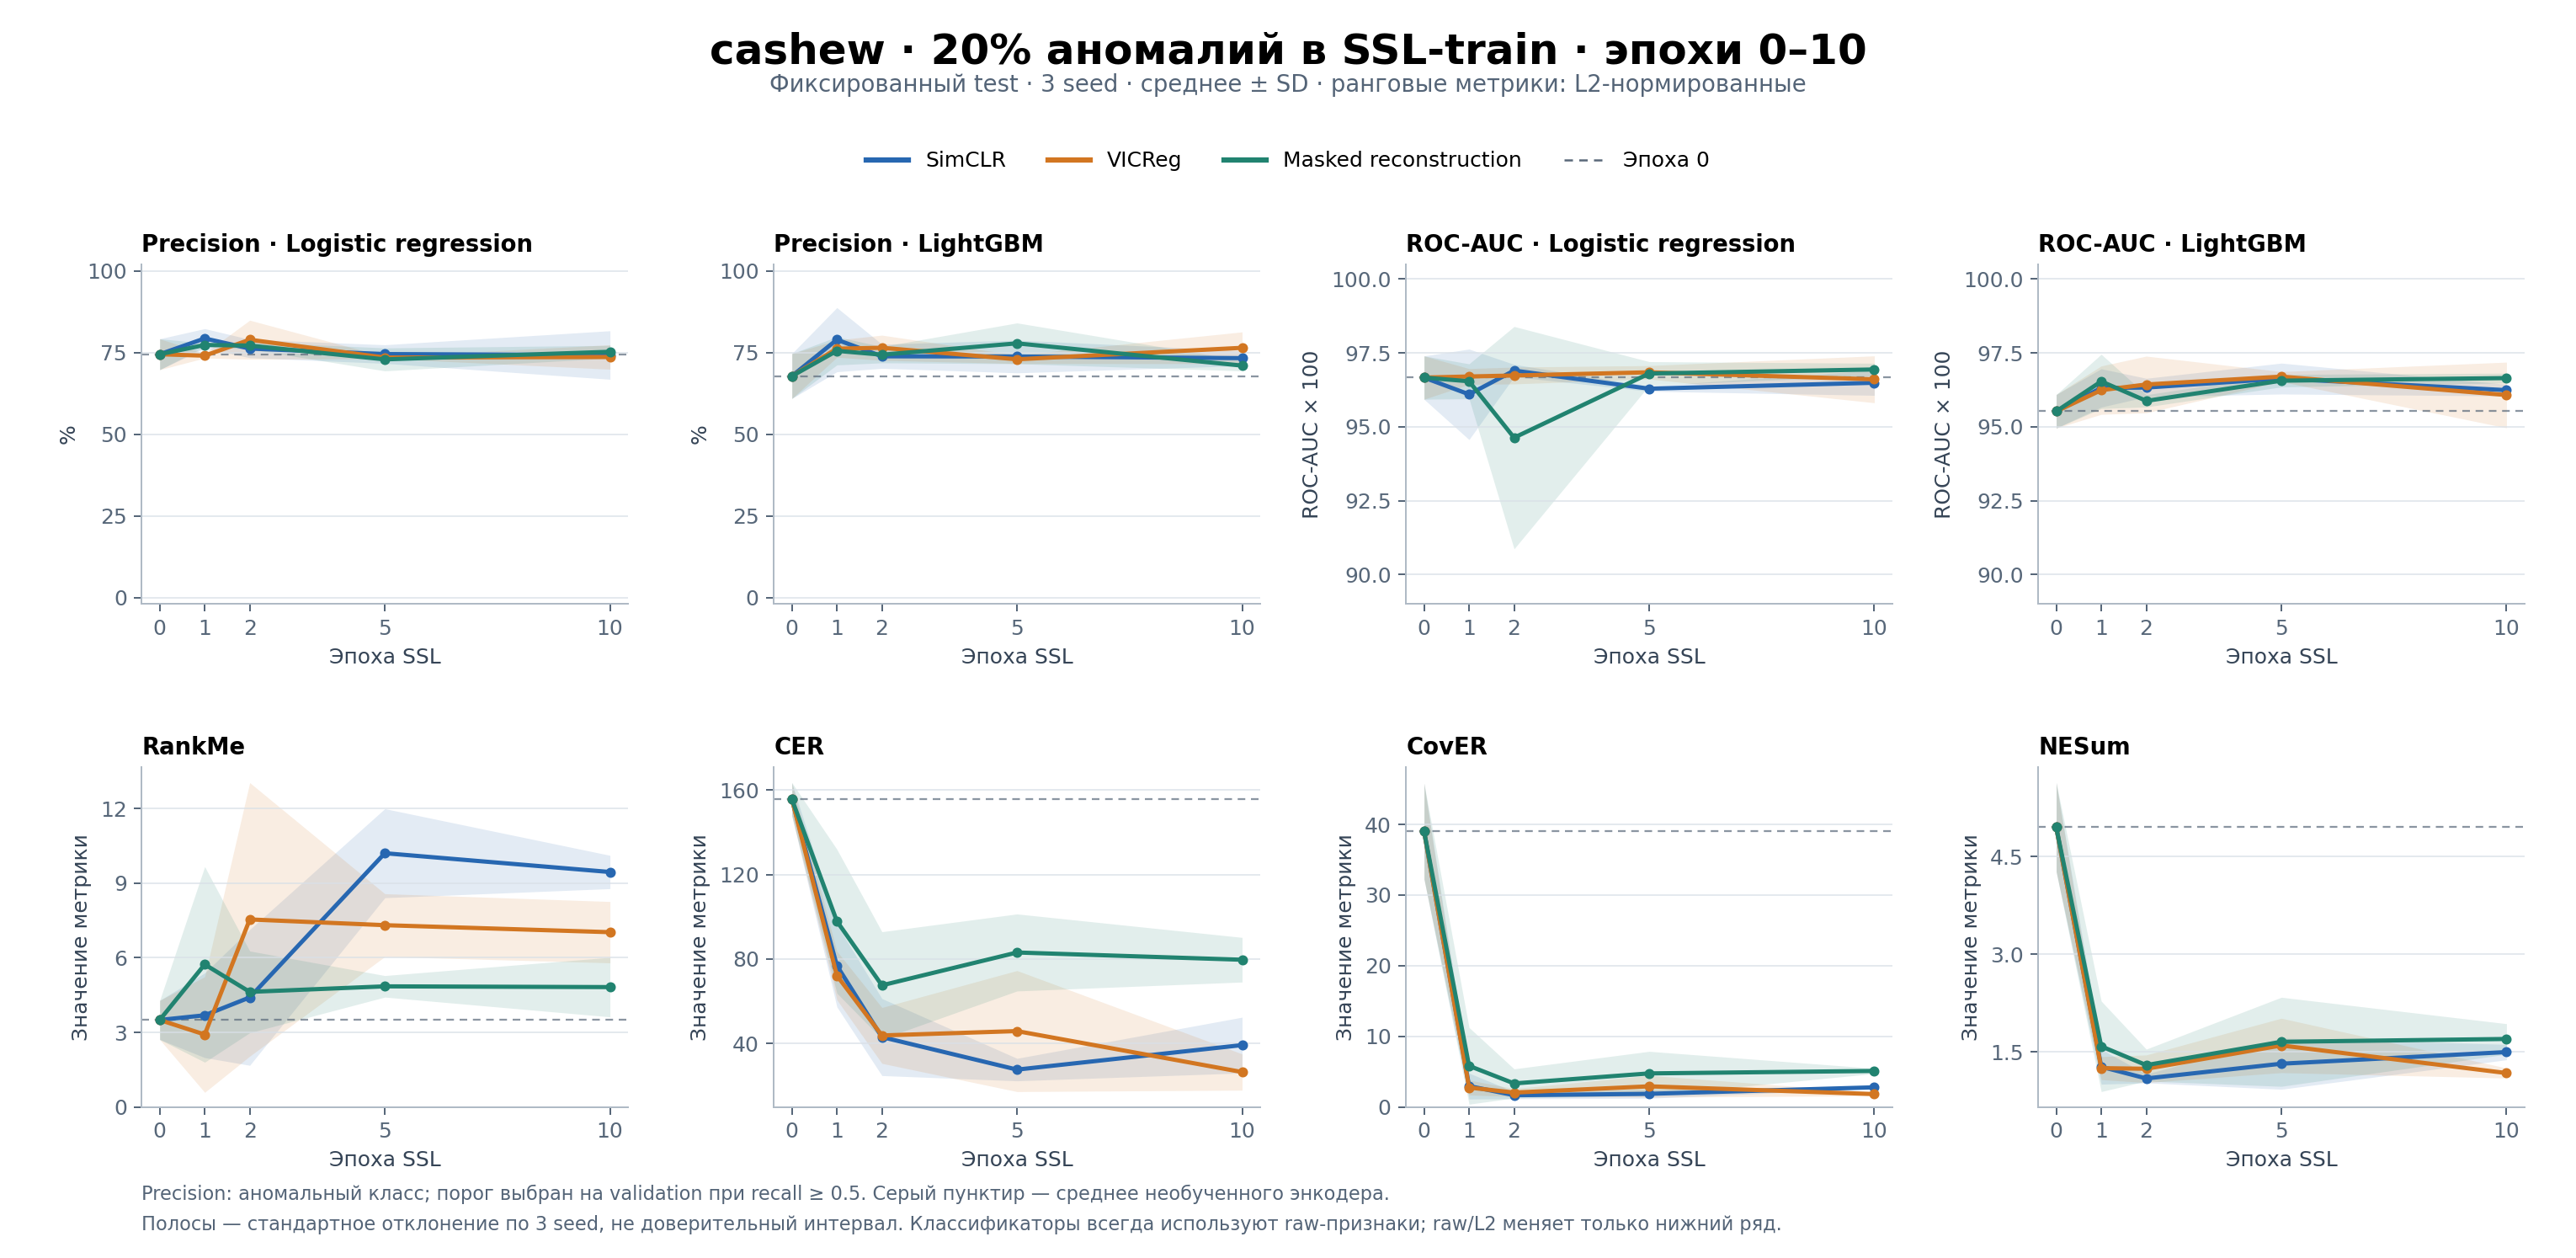 cashew · 20% аномалий в SSL-train · эпохи 0–10
Фиксированный test · 3 seed · среднее ± SD · ранговые метрики: L2-нормированные
SimCLR VICReg Masked reconstruction Эпоха 0
Precision · Logistic regression
100
75
50
25
0
%
0 1 2 5 10
Эпоха SSL
Precision · LightGBM
100
75
50
25
0
%
0 1 2 5 10
Эпоха SSL
ROC-AUC · Logistic regression
100.0
97.5
95.0
92.5
90.0
ROC-AUC × 100
0 1 2 5 10
Эпоха SSL
ROC-AUC · LightGBM
100.0
97.5
95.0
92.5
90.0
ROC-AUC × 100
0 1 2 5 10
Эпоха SSL
RankMe
12
9
6
3
0
Значение метрики
0 1 2 5 10
Эпоха SSL
CER
160
120
80
40
Значение метрики
0 1 2 5 10
Эпоха SSL
CovER
40
30
20
10
0
Значение метрики
0 1 2 5 10
Эпоха SSL
NESum
4.5
3.0
1.5
Значение метрики
0 1 2 5 10
Эпоха SSL
Precision: аномальный класс; порог выбран на validation при recall ≥ 0.5. Серый пунктир — среднее необученного энкодера.
Полосы — стандартное отклонение по 3 seed, не доверительный интервал. Классификаторы всегда используют raw-признаки; raw/L2 меняет только нижний ряд.